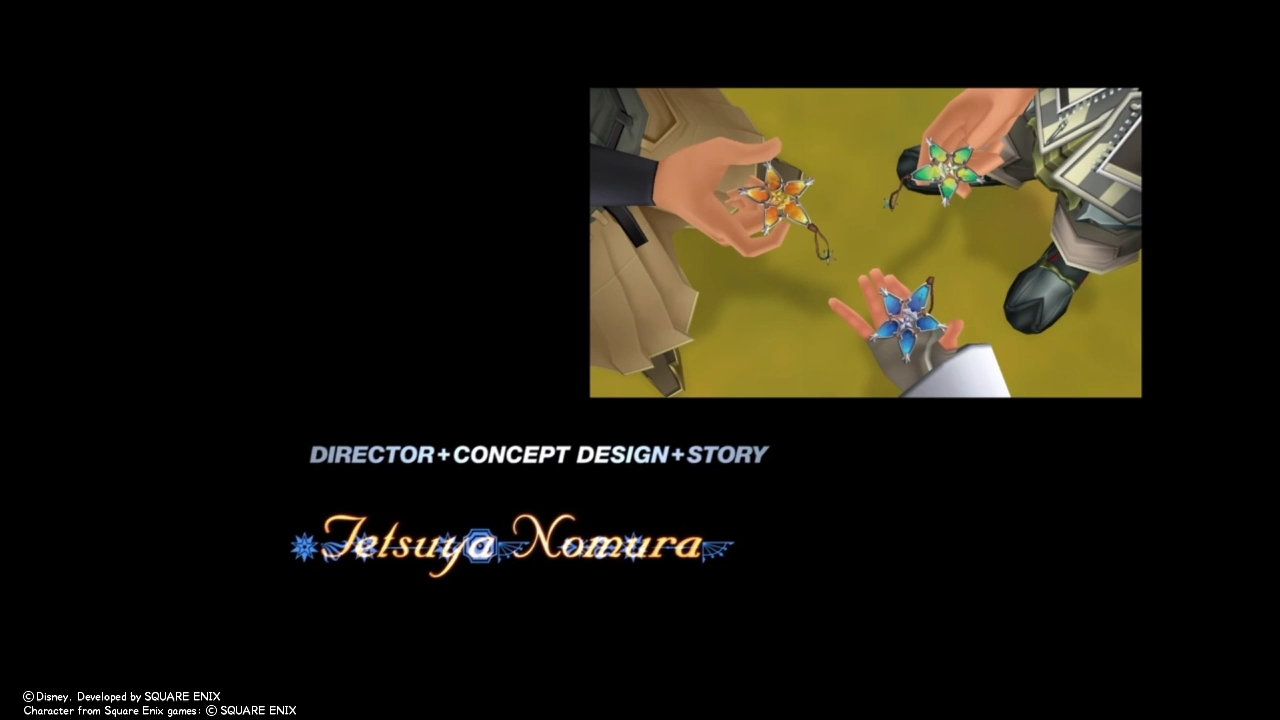 DIRECTOR+CONCEPT DESIGN+STORY
Tetsuya Nomura
©Disney. Developed by SQUARE ENIX
Character from Square Enix games: © SQUARE ENIX